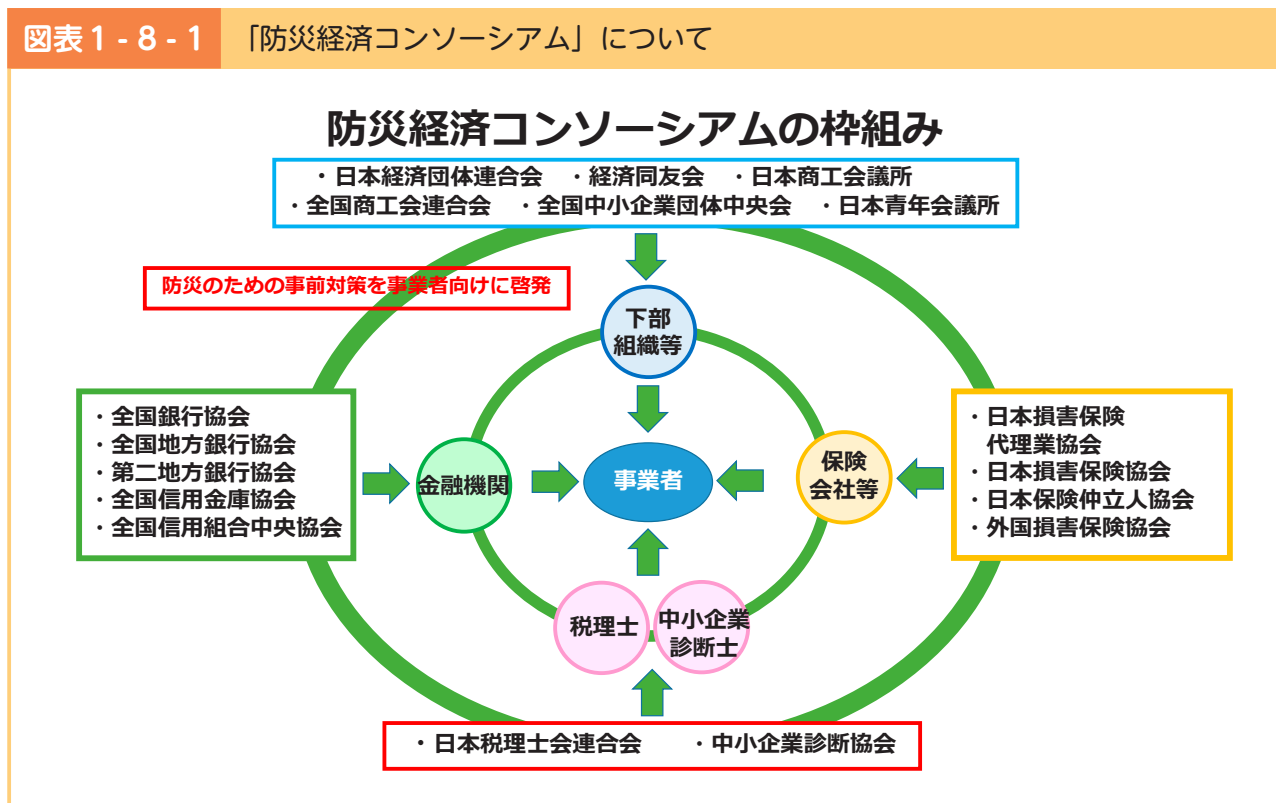 図表1-8-1 「防災経済コンソーシアム」について
防災経済コンソーシアムの枠組み
・日本経済団体連合会 ・経済同友会 ・日本商工会議所
・全国商工会連合会 ・全国中小企業団体中央会 ・日本青年会議所
防災のための事前対策を事業者向けに啓発
下部
組織等
・全国銀行協会
・全国地方銀行協会
・第二地方銀行協会
・全国信用金庫協会
・全国信用組合中央協会
金融機関
事業者
保険
会社等
・日本損害保険
代理業協会
・日本損害保険協会
・日本保険仲立人協会
・外国損害保険協会
税理士
中小企業
診断士
・日本税理士会連合会 ・中小企業診断協会